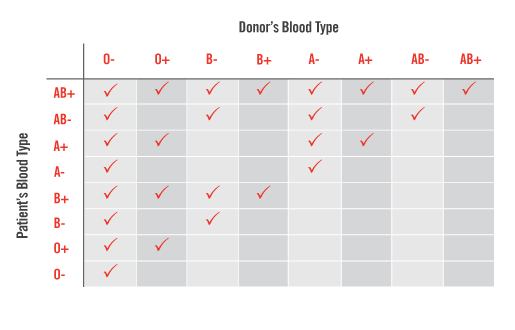 Donor's Blood Type
O- O+ B- B+ A- A+ AB- AB+
Patient's Blood Type
AB+ ✓ ✓ ✓ ✓ ✓ ✓ ✓ ✓
AB- ✓ ✓ ✓ ✓
A+ ✓ ✓ ✓ ✓
A- ✓ ✓
B+ ✓ ✓ ✓ ✓
B- ✓ ✓
O+ ✓ ✓
O- ✓